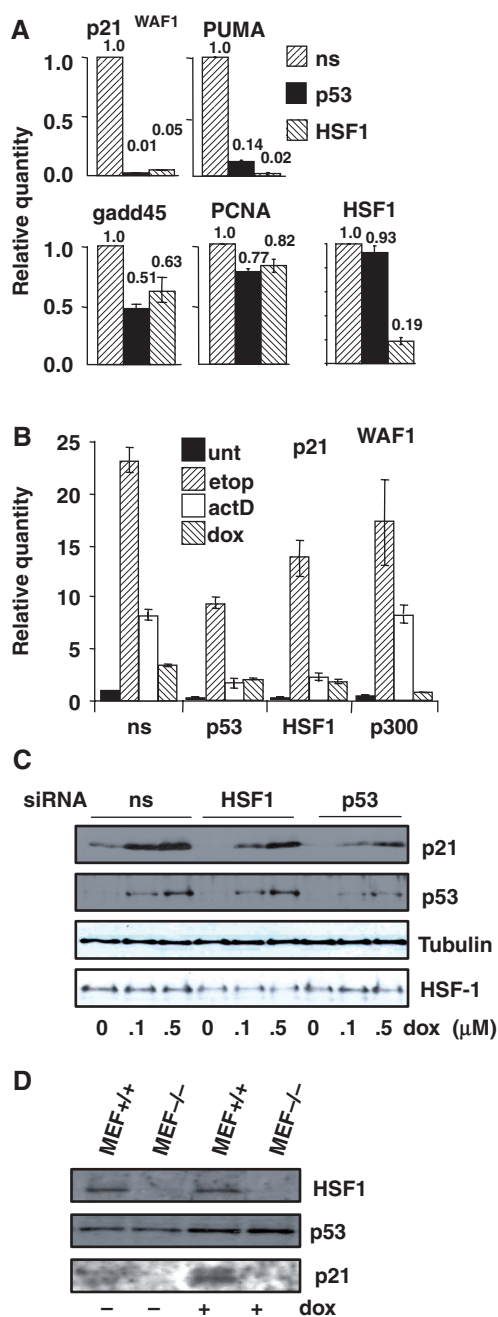 A
p21 WAF1
PUMA
1.0
1.0
ns
p53
HSF1
1.0
0.5
0.01
0.05
0.14
0.02
Relative quantity
gadd45
PCNA
HSF1
1.0
0.51
0.63
1.0
0.77
0.82
1.0
0.93
0.19
1.0
0.5
0.0
B
p21 WAF1
unt
etop
actD
dox
Relative quantity
25
20
15
10
5
0
ns p53 HSF1 p300
C
siRNA ns HSF1 p53
p21
p53
Tubulin
HSF-1
0 .1 .5 0 .1 .5 0 .1 .5 dox (μM)
D
MEF+/+ MEF–/– MEF+/+ MEF–/–
HSF1
p53
p21
– – + + dox